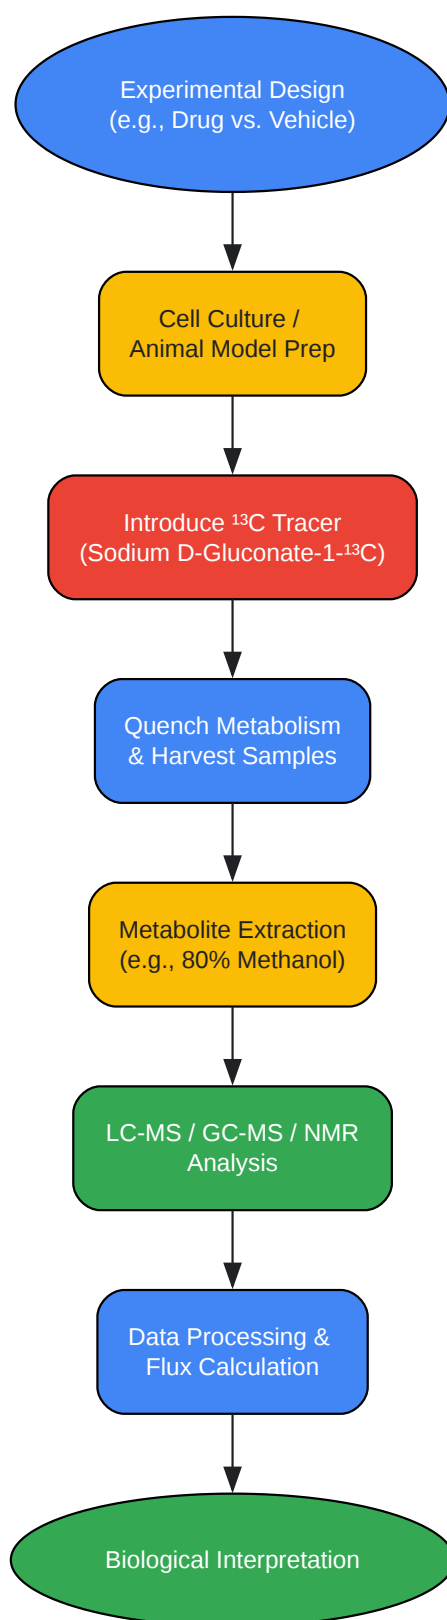 Experimental Design
(e.g., Drug vs. Vehicle)
Cell Culture /
Animal Model Prep
Introduce ¹³C Tracer
(Sodium D-Gluconate-1-¹³C)
Quench Metabolism
& Harvest Samples
Metabolite Extraction
(e.g., 80% Methanol)
LC-MS / GC-MS / NMR
Analysis
Data Processing &
Flux Calculation
Biological Interpretation